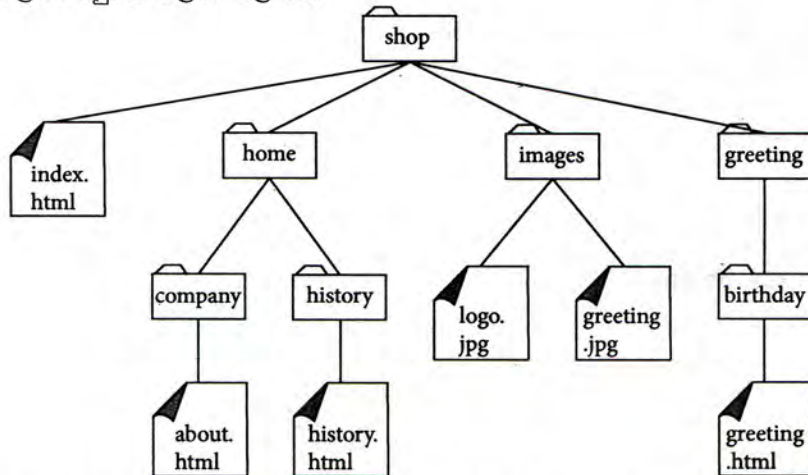 shop
index.
html
home
images
greeting
company
history
logo.
jpg
greeting
.jpg
birthday
about.
html
history.
html
greeting
.html